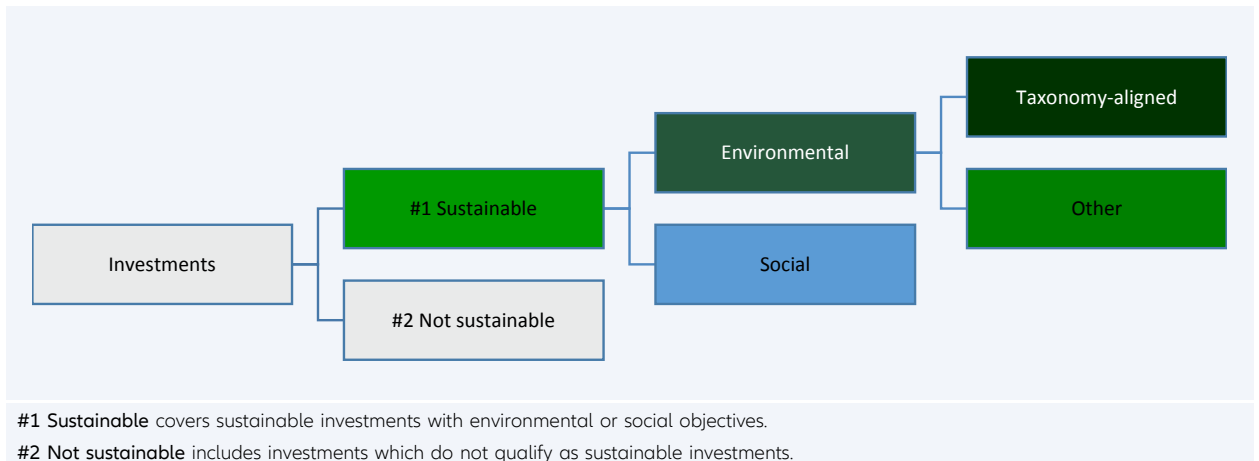 Taxonomy-aligned
Environmental
#1 Sustainable
Other
Investments
Social
#2 Not sustainable
#1 Sustainable covers sustainable investments with environmental or social objectives.
#2 Not sustainable includes investments which do not qualify as sustainable investments.